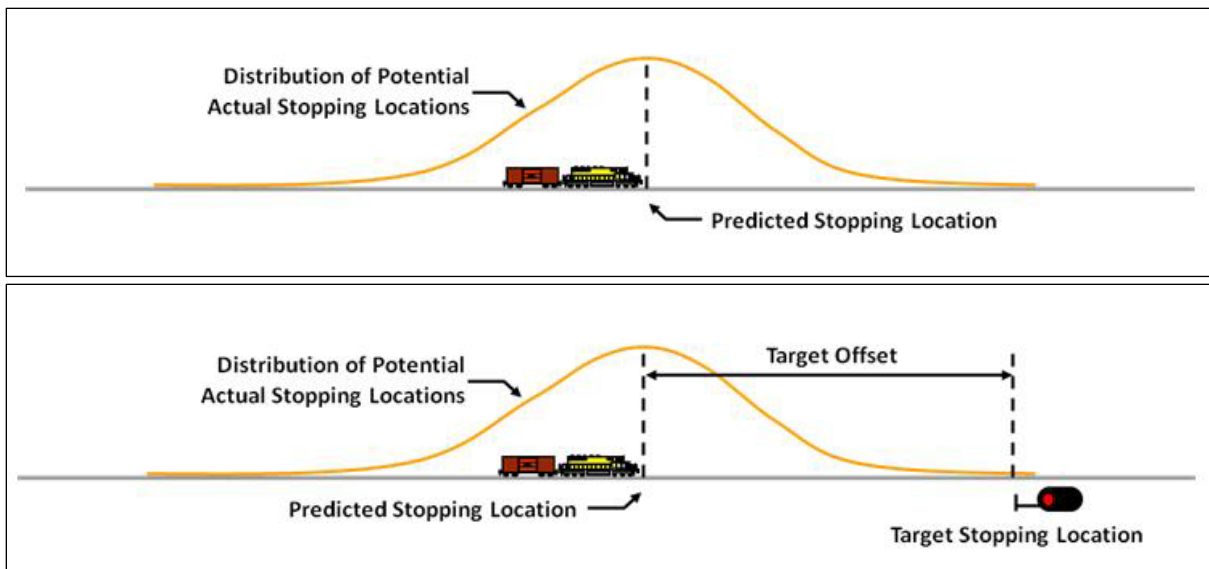 Distribution of Potential
Actual Stopping Locations
Predicted Stopping Location
Target Offset
Distribution of Potential
Actual Stopping Locations
Predicted Stopping Location
Target Stopping Location